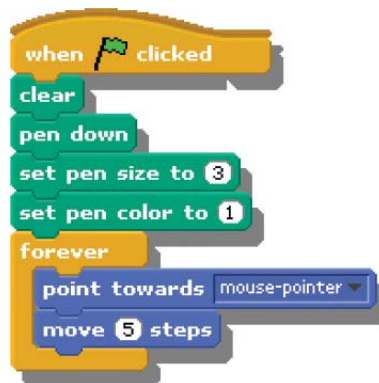 when clicked
clear
pen down
set pen size to 3
set pen color to 1
forever
point towards mouse-pointer
move 5 steps